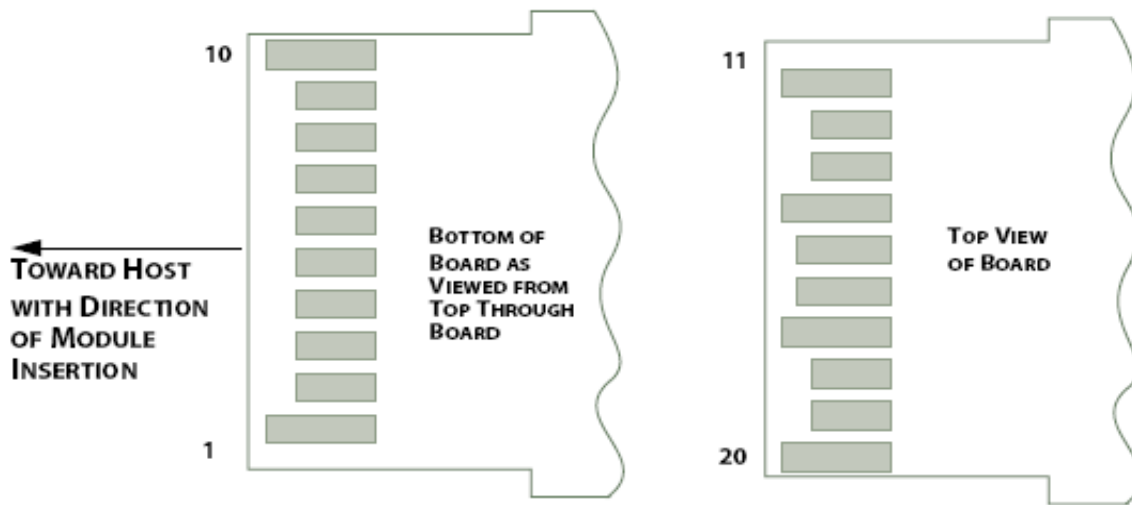 10
1
TOWARD HOST
WITH DIRECTION
OF MODULE
INSERTION
BOTTOM OF
BOARD AS
VIEWED FROM
TOP THROUGH
BOARD
11
20
TOP VIEW
OF BOARD